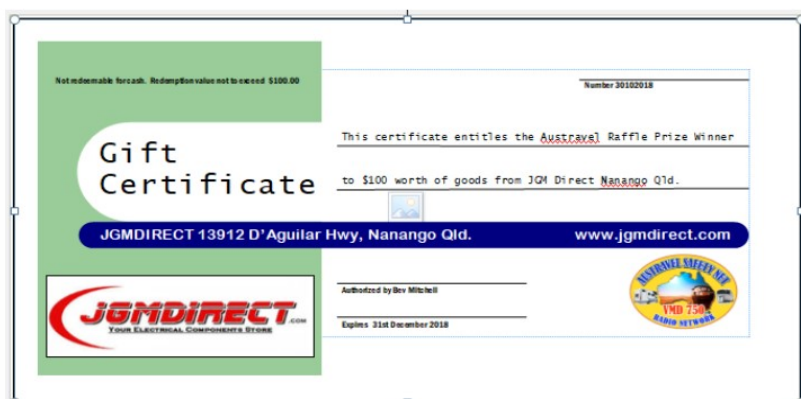 Not redeemable for cash. Redemption value not to exceed $100.00
Number 30102018
This certificate entitles the Austravel Raffle Prize Winner
to $100 worth of goods from JGM Direct Nanango Qld.
Gift
Certificate
JGMDIRECT 13912 D'Aguilar Hwy, Nanango Qld. www.jgmdirect.com
JGMDIRECT.com
YOUR ELECTRICAL COMPONENTS STORE
Authorized by Bev Mitchell
Expires 31st December 2018
AUSTRAVEL SAFETY NET
VMD 750
RADIO NETWORK